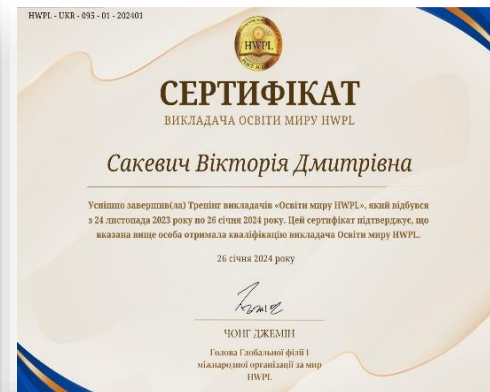 HWPL - UKR - 095 - 01 - 202401
HWPL
СЕРТИФІКАТ
ВИКЛАДАЧА ОСВІТИ МИРУ HWPL
Сакевич Вікторія Дмитрівна
Успішно завершив(ла) Тренінг викладачів «Освіти миру HWPL», який відбувся
з 24 листопада 2023 року по 26 січня 2024 року. Цей сертифікат підтверджує, що
вказана вище особа отримала кваліфікацію викладача Освіти миру HWPL.
26 січня 2024 року
ЧОНГ ДЖЕМІН
Голова Глобальної філії 1
міжнародної організації за мир
HWPL